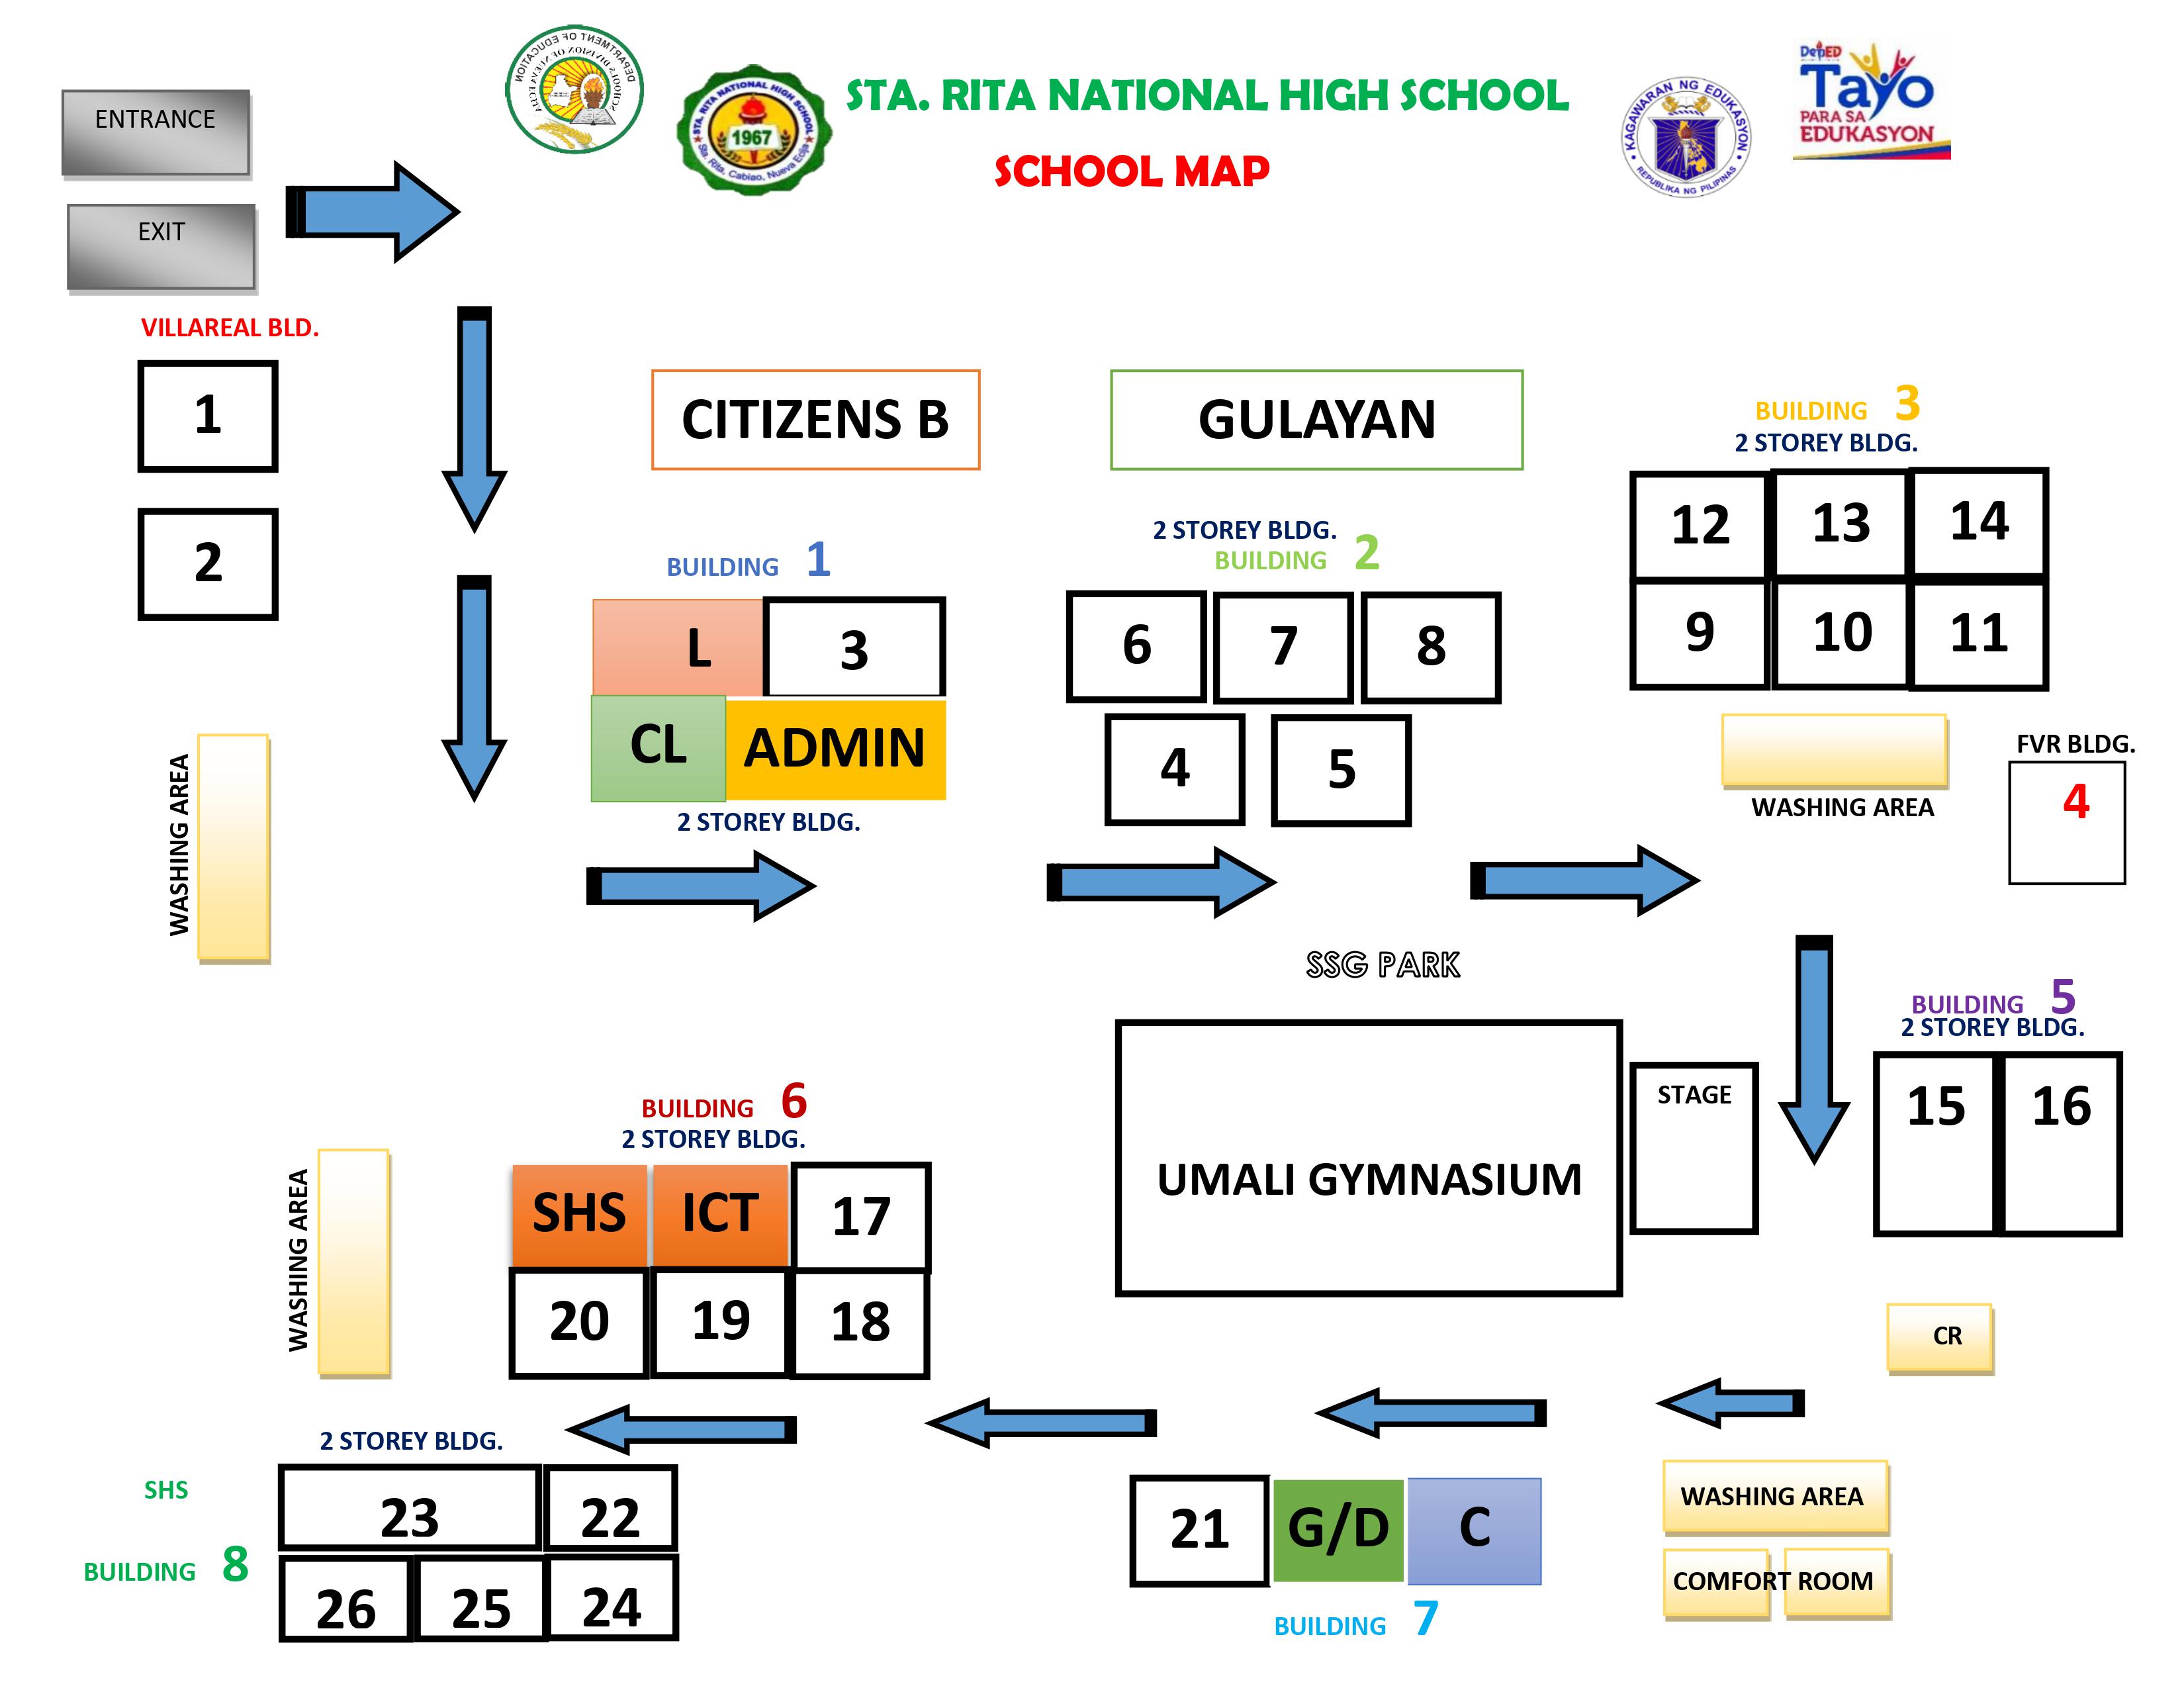 DEPARTMENT OF EDUCATION
STA. RITA NATIONAL HIGH SCHOOL
1967
Sta. Rita, Cabiao, Nueva Ecija
STA. RITA NATIONAL HIGH SCHOOL
SCHOOL MAP
KAGAWARAN NG EDUKASYON
REPUBLIKA NG PILIPINAS
DepED
Tayo
PARA SA
EDUKASYON
ENTRANCE
EXIT
VILLAREAL BLD.
1
2
CITIZENS B
GULAYAN
BUILDING 3
2 STOREY BLDG.
12 13 14
9 10 11
BUILDING 1
L 3
CL ADMIN
2 STOREY BLDG.
2 STOREY BLDG.
BUILDING 2
6 7 8
4 5
WASHING AREA
WASHING AREA
FVR BLDG.
4
SSG PARK
BUILDING 5
2 STOREY BLDG.
15 16
UMALI GYMNASIUM
STAGE
BUILDING 6
2 STOREY BLDG.
SHS ICT 17
20 19 18
WASHING AREA
CR
2 STOREY BLDG.
SHS
BUILDING 8
23 22
26 25 24
21 G/D C
BUILDING 7
WASHING AREA
COMFORT ROOM